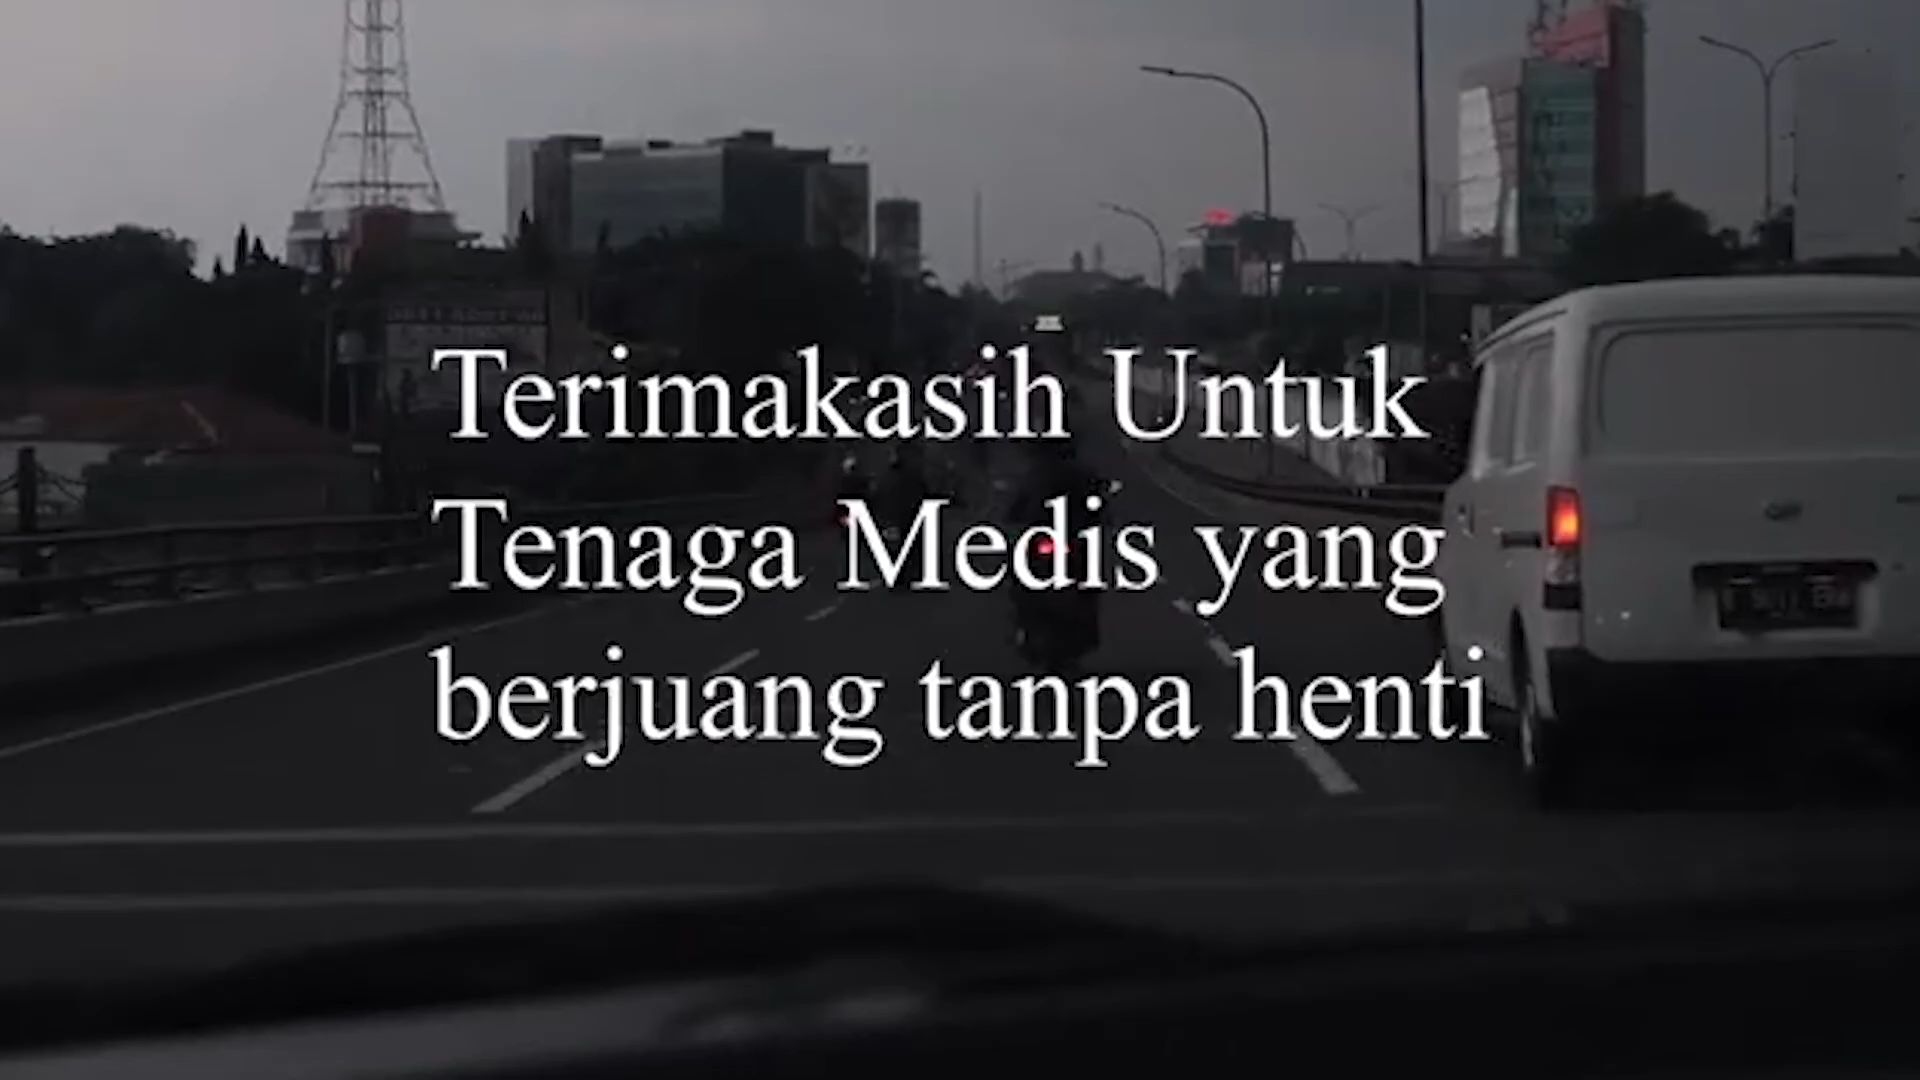 Terimakasih Untuk
Tenaga Medis yang
berjuang tanpa henti